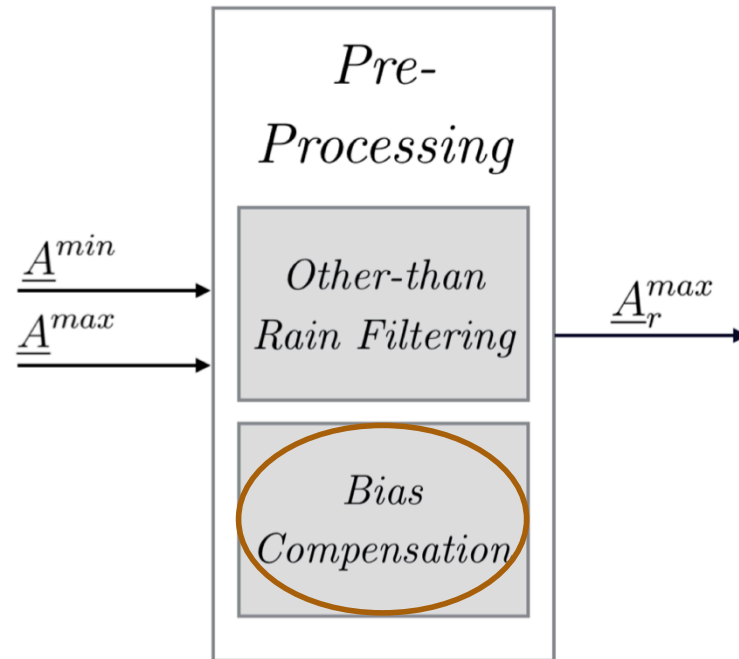 Pre-
Processing
A^{min}
A^{max}
Other-than
Rain Filtering
A_r^{max}
Bias
Compensation